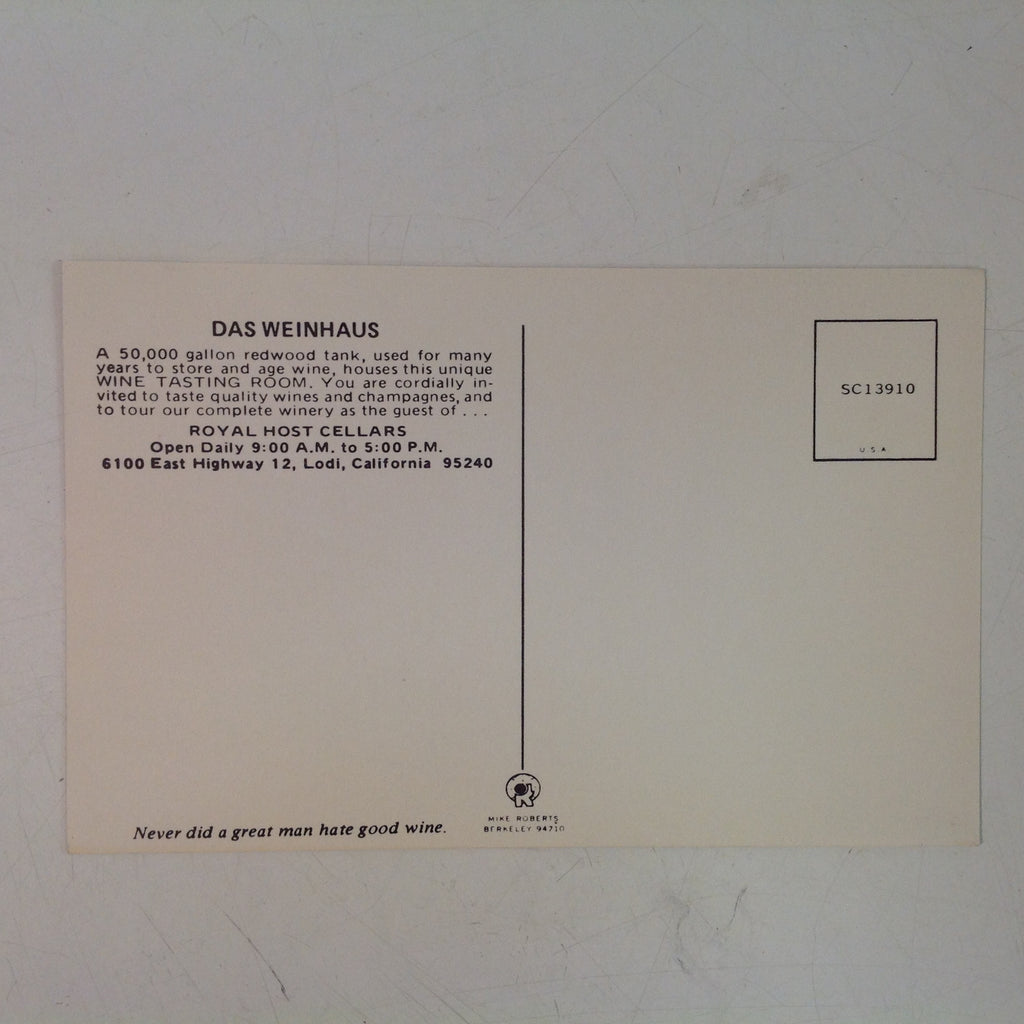 DAS WEINHAUS
A 50,000 gallon redwood tank, used for many
years to store and age wine, houses this unique
WINE TASTING ROOM. You are cordially in-
vited to taste quality wines and champagnes, and
to tour our complete winery as the guest of . . .
ROYAL HOST CELLARS
Open Daily 9:00 A.M. to 5:00 P.M.
6100 East Highway 12, Lodi, California 95240
Never did a great man hate good wine.
MIKE ROBERTS
BERKELEY 94710
SC13910
U.S.A.